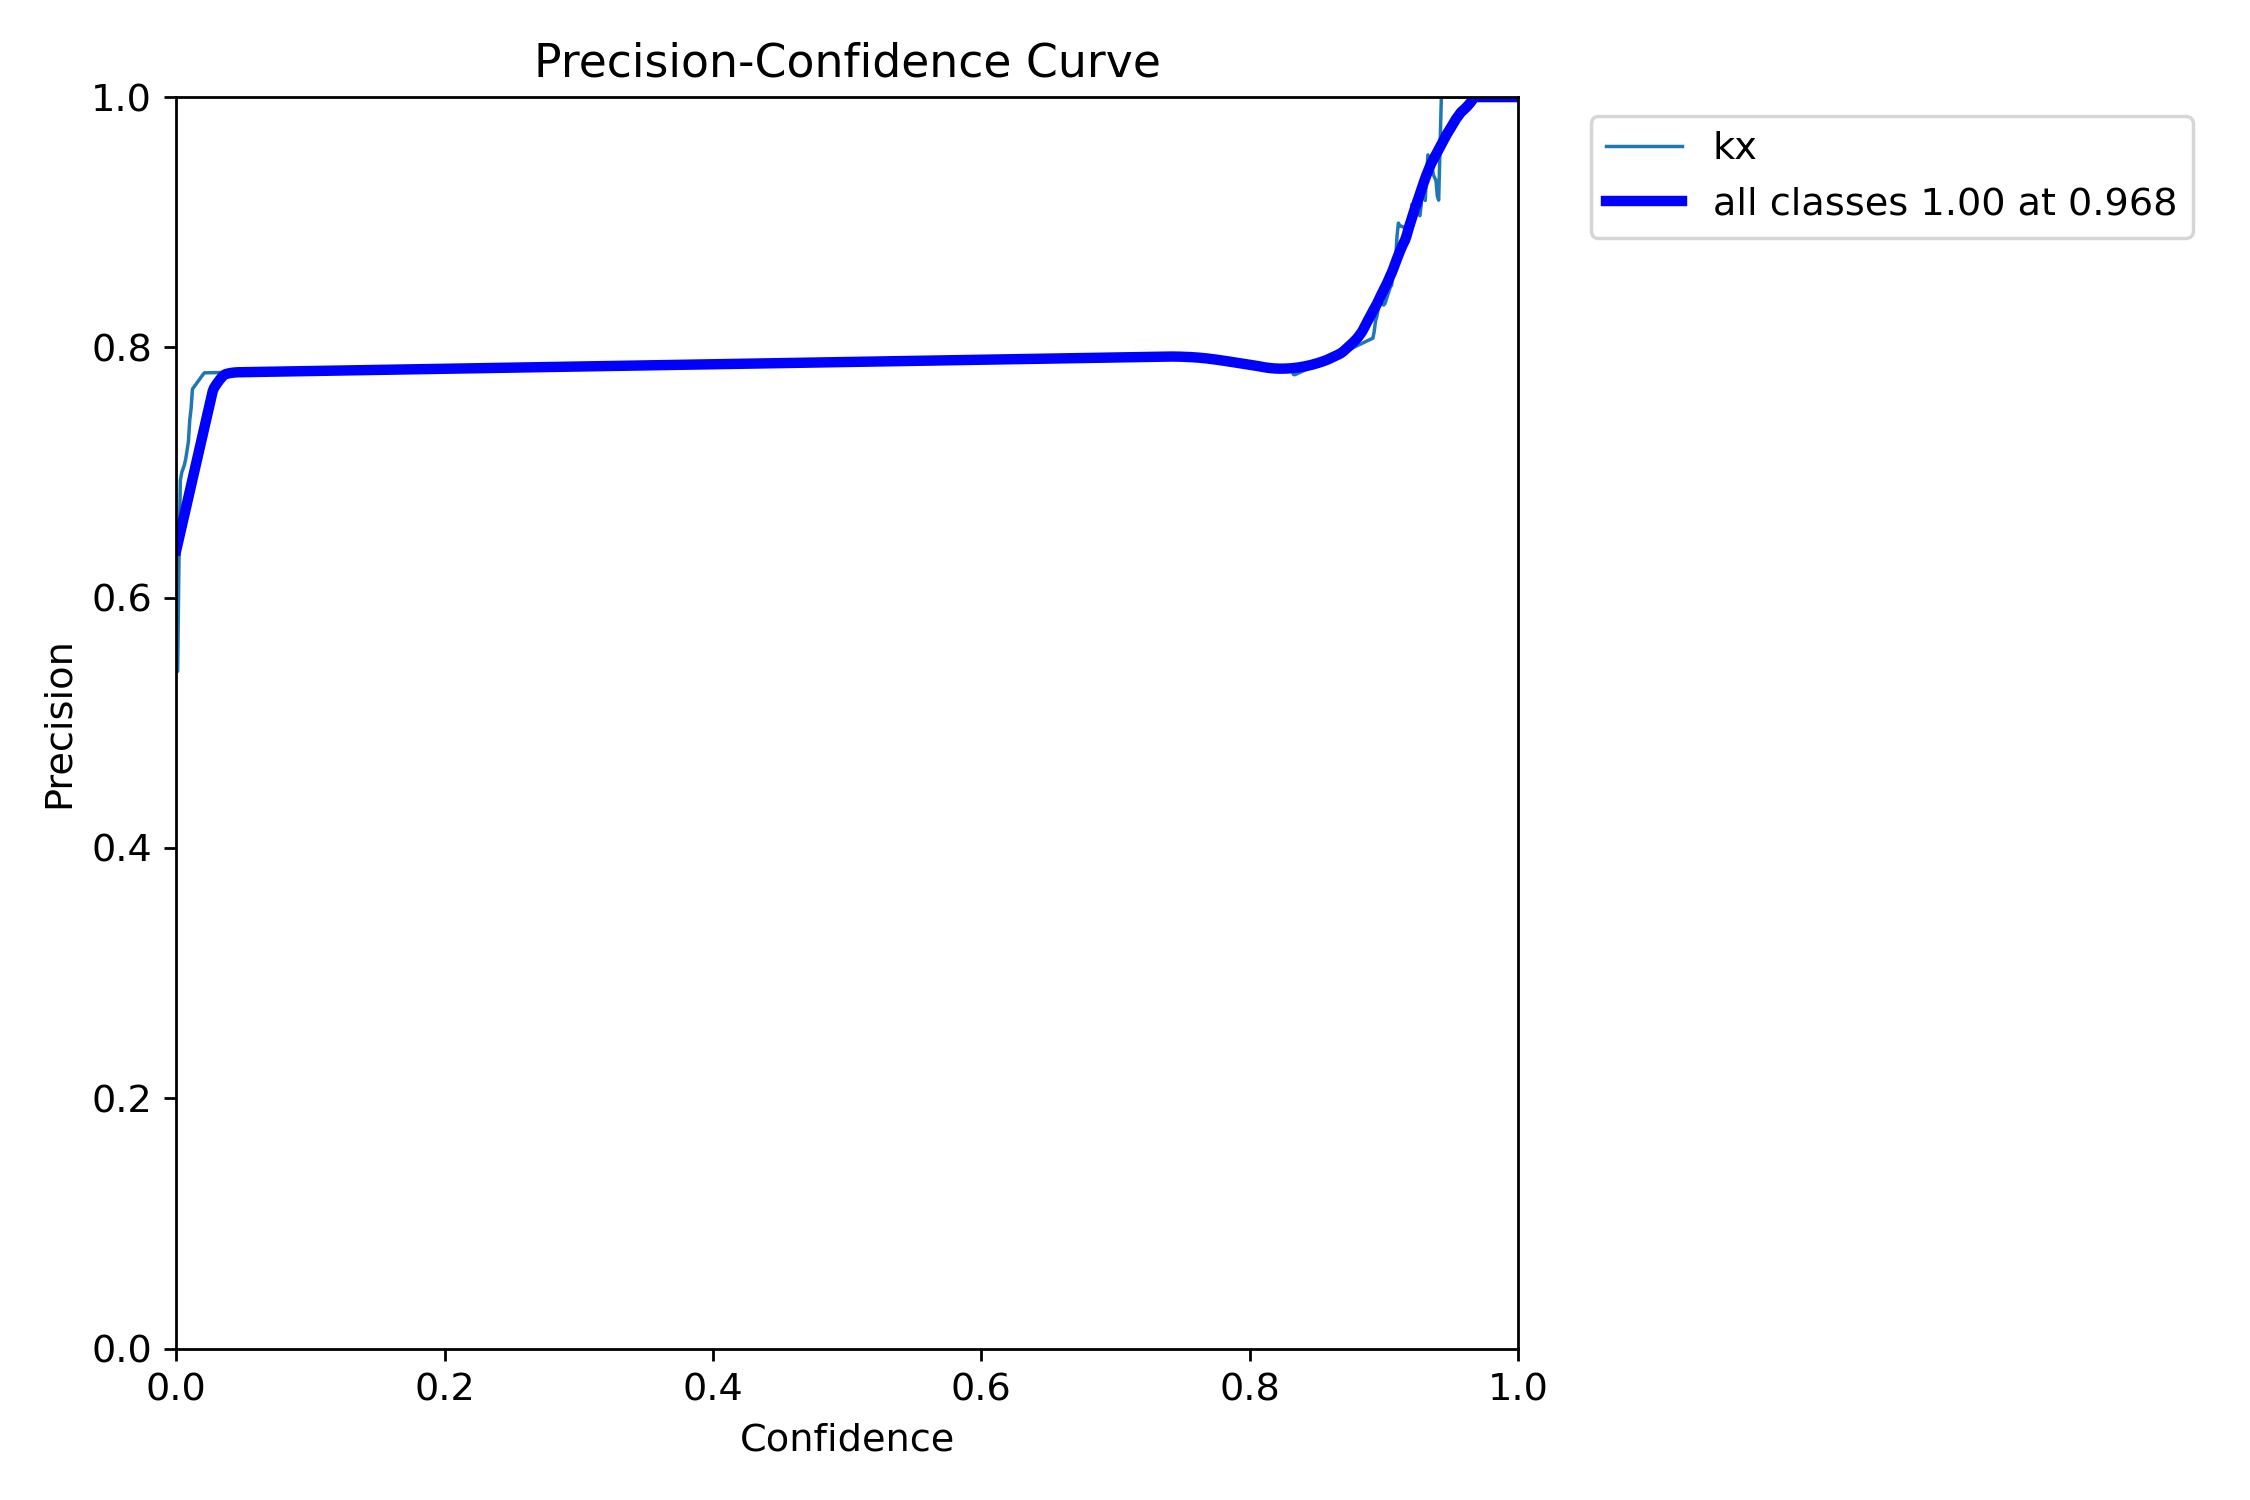 Precision-Confidence Curve
1.0
0.8
0.6
0.4
0.2
0.0
Precision
0.0 0.2 0.4 0.6 0.8 1.0
Confidence
kx
all classes 1.00 at 0.968